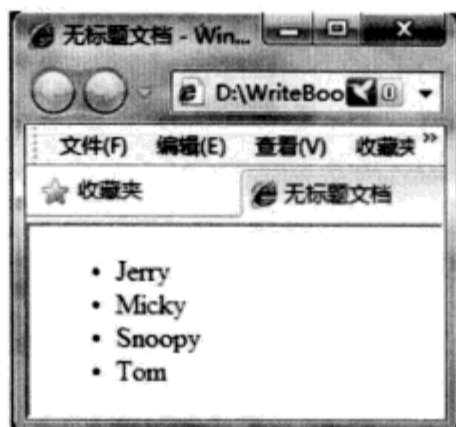 无标题文档 - Win...
D:\WriteBoo
文件(F) 编辑(E) 查看(V) 收藏夹 »
收藏夹 无标题文档
• Jerry
• Micky
• Snoopy
• Tom